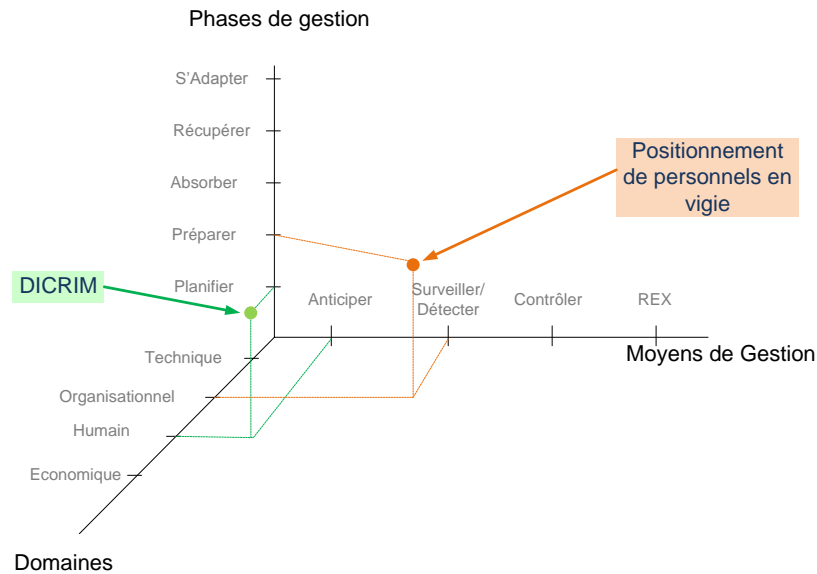 Phases de gestion
S'Adapter
Récupérer
Absorber
Préparer
Planifier
Positionnement
de personnels en
vigie
DICRIM
Anticiper
Surveiller/
Détecter
Contrôler
REX
Moyens de Gestion
Technique
Organisationnel
Humain
Economique
Domaines